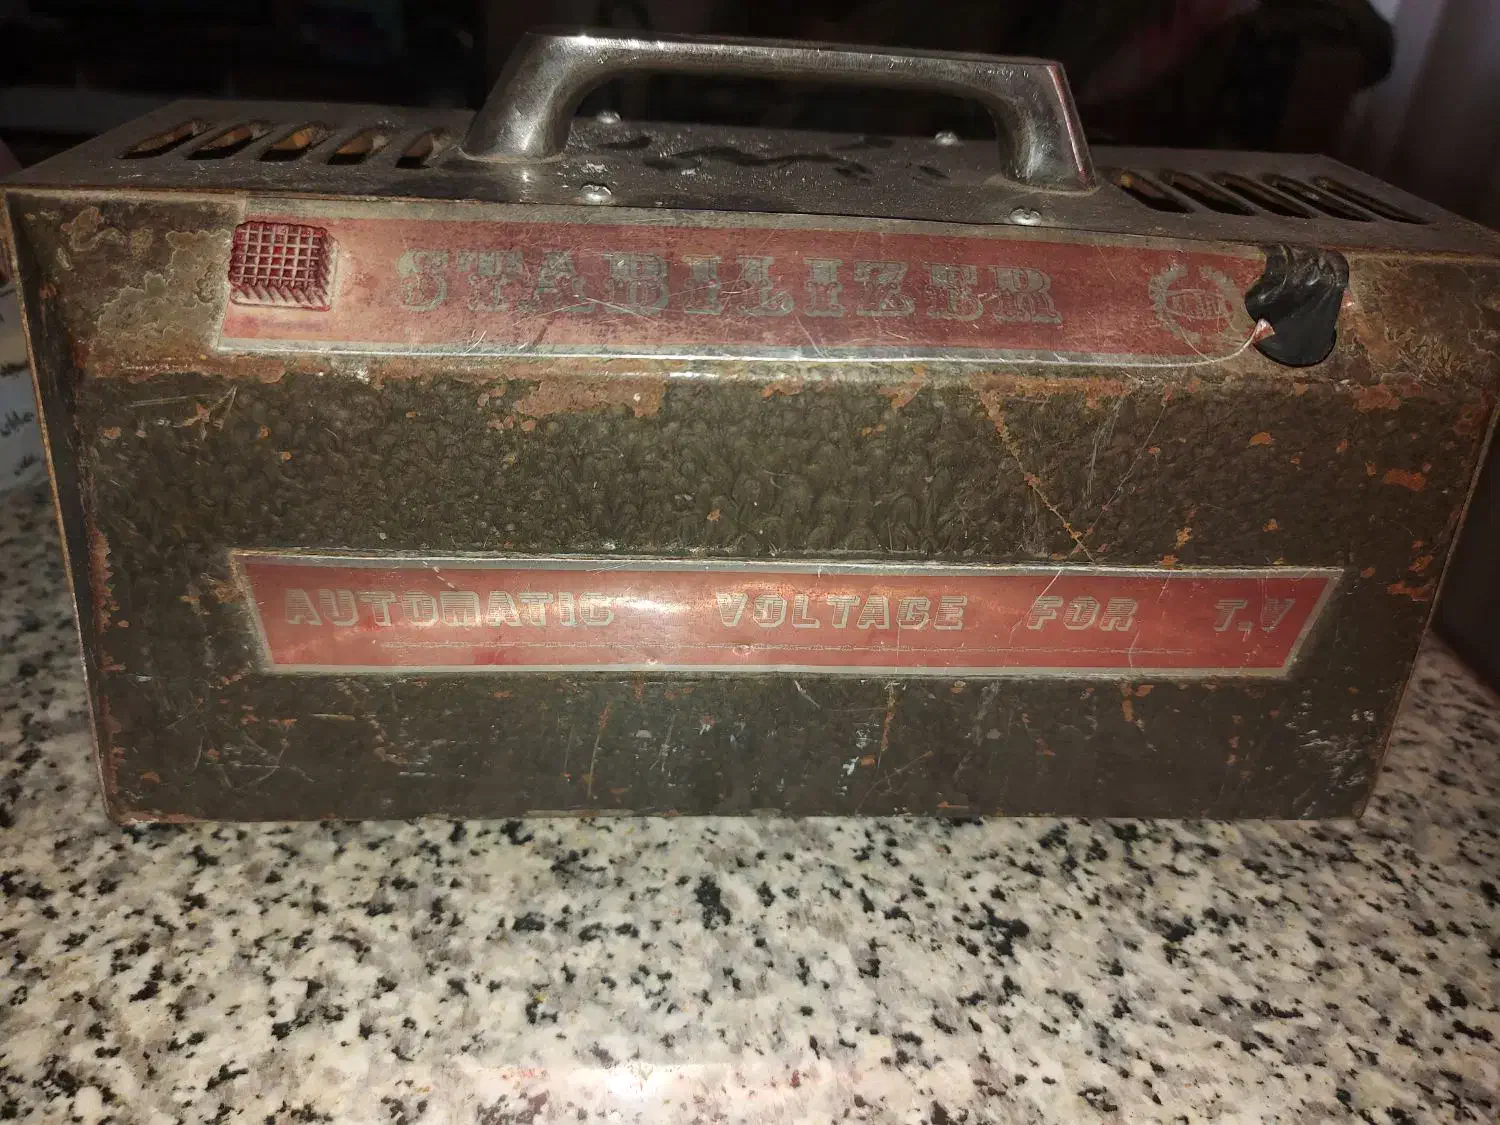 STABILIZER
AUTOMATIC VOLTAGE FOR T.V